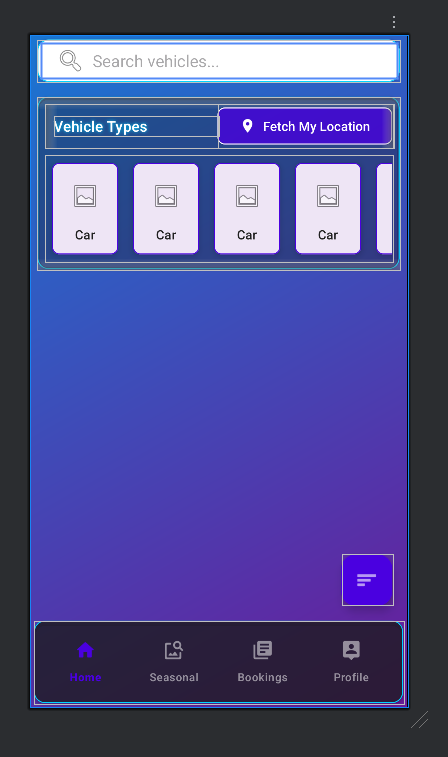 Search vehicles...
Vehicle Types
Fetch My Location
Car
Car
Car
Car
Home
Seasonal
Bookings
Profile